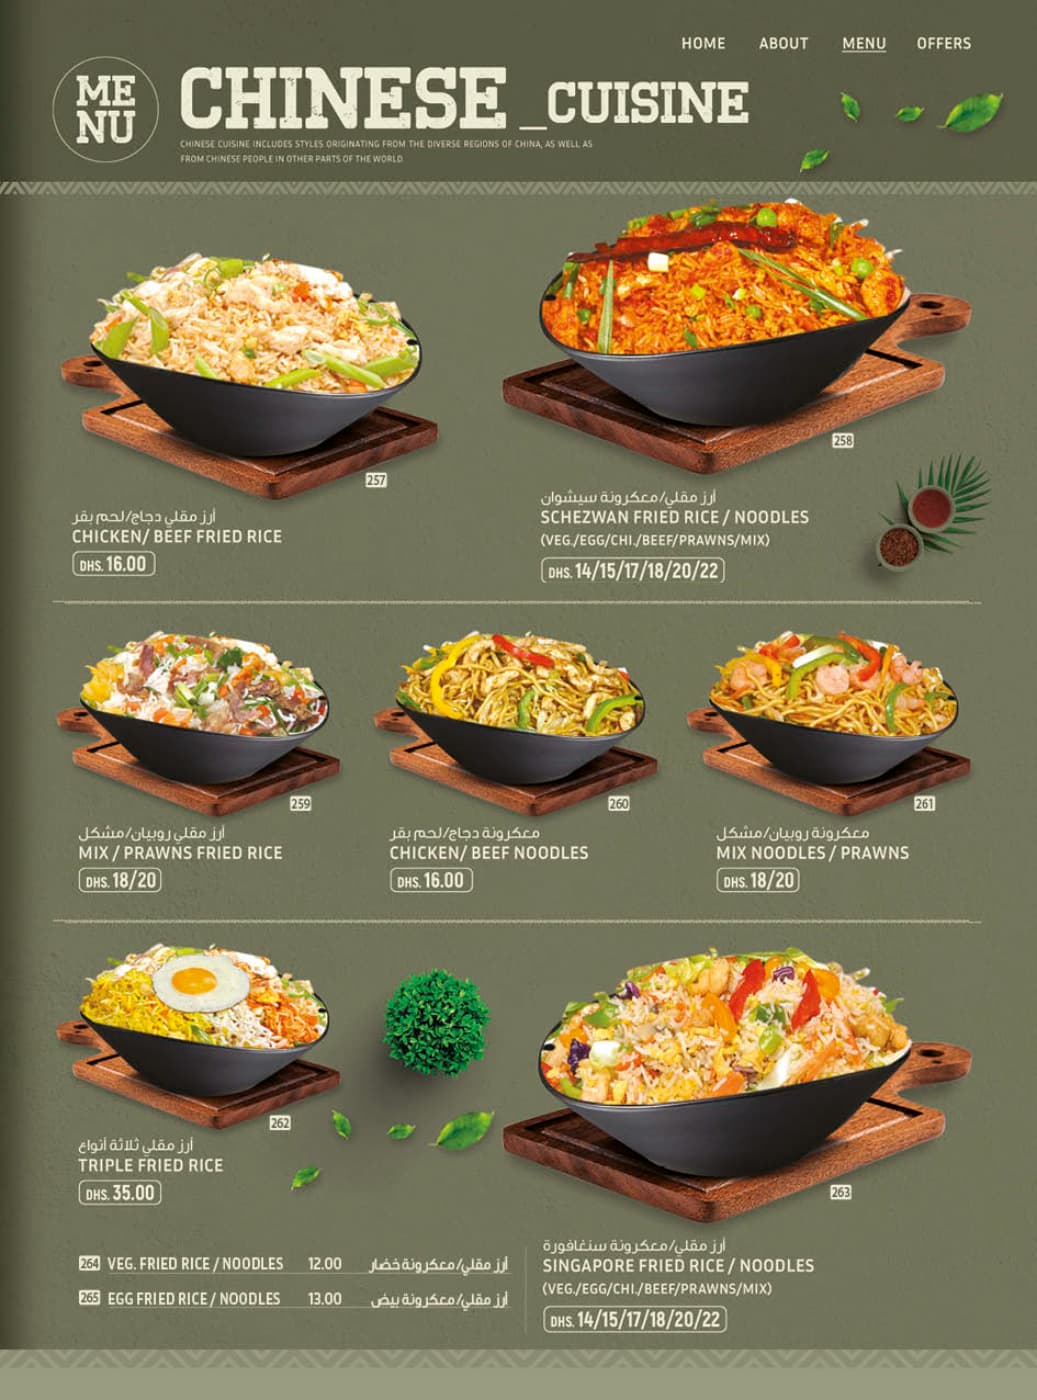 HOME ABOUT MENU OFFERS
ME
NU
CHINESE _CUISINE
CHINESE CUISINE INCLUDES STYLES ORIGINATING FROM THE DIVERSE REGIONS OF CHINA, AS WELL AS
FROM CHINESE PEOPLE IN OTHER PARTS OF THE WORLD
257
أرز مقلي دجاج/لحم بقر
CHICKEN/ BEEF FRIED RICE
DHS. 16.00
258
أرز مقلي/معكرونة سيشوان
SCHEZWAN FRIED RICE / NOODLES
(VEG./EGG/CHI./BEEF/PRAWNS/MIX)
DHS. 14/15/17/18/20/22
259
أرز مقلي روبيان/مشكل
MIX / PRAWNS FRIED RICE
DHS. 18/20
260
معكرونة دجاج/لحم بقر
CHICKEN/ BEEF NOODLES
DHS. 16.00
261
معكرونة روبيان/مشكل
MIX NOODLES / PRAWNS
DHS. 18/20
262
أرز مقلي ثلاثة أنواع
TRIPLE FRIED RICE
DHS. 35.00
264 VEG. FRIED RICE / NOODLES 12.00 أرز مقلي/معكرونة خضار
265 EGG FRIED RICE / NOODLES 13.00 أرز مقلي/معكرونة بيض
263
أرز مقلي/معكرونة سنغافورة
SINGAPORE FRIED RICE / NOODLES
(VEG./EGG/CHI./BEEF/PRAWNS/MIX)
DHS. 14/15/17/18/20/22